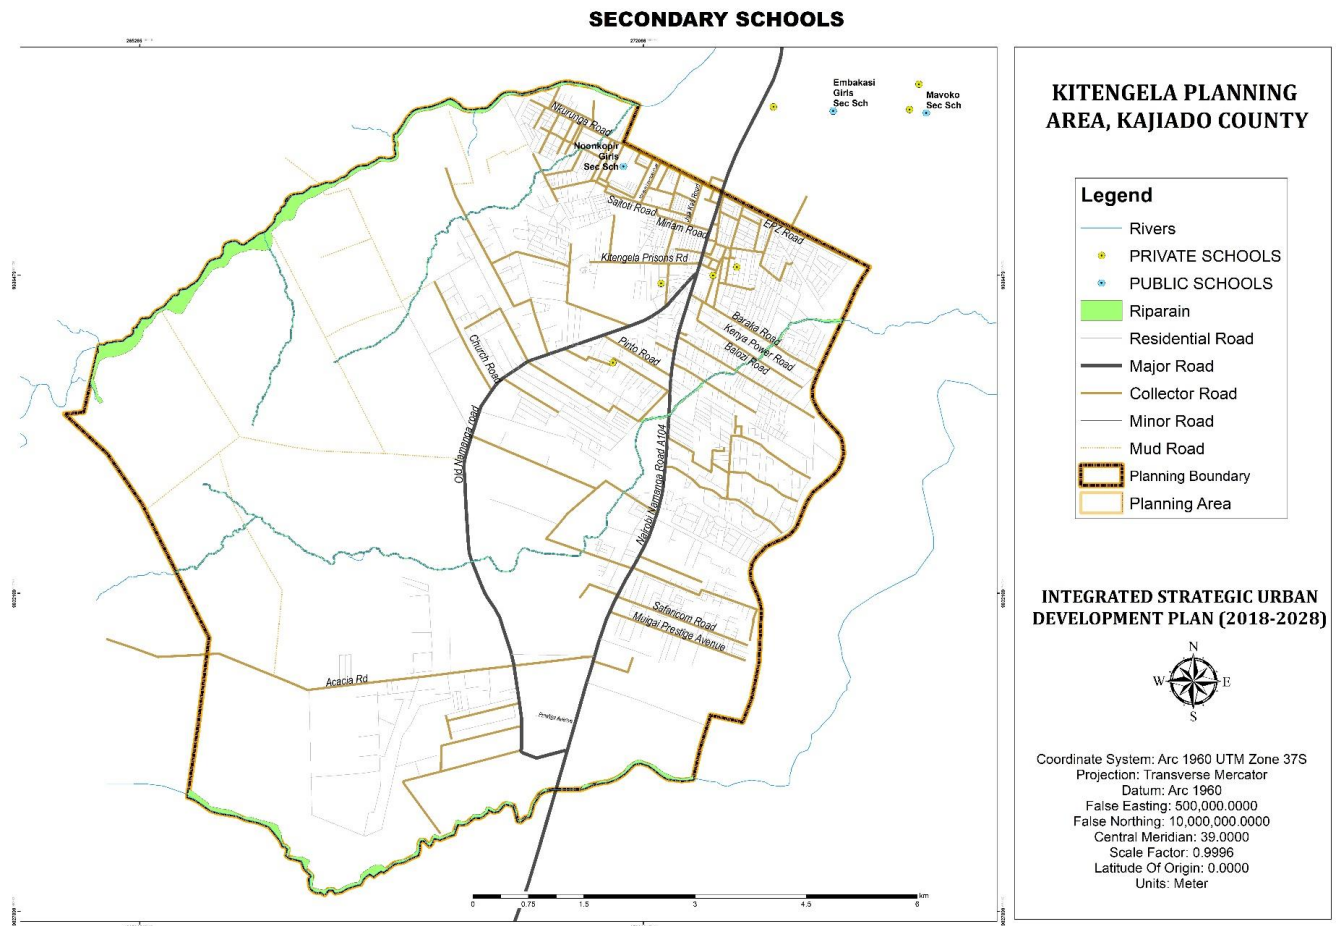 SECONDARY SCHOOLS
Embakasi
Girls
Sec Sch
Mavoko
Sec Sch
Nkurunga Road
Noonkopir
Girls
Sec Sch
Saitoti Road
Minam Road
EPZ Road
Kitengela Prisons Rd
Baraka Road
Kenya Power Road
Balozi Road
Church Road
Pinto Road
Old Namanga road
Nairobi Namanga Road A104
Safaricom Road
Muigai Prestige Avenue
Acacia Rd
Prestige Avenue
0 0.75 1.5 3 4.5 6
km
KITENGELA PLANNING
AREA, KAJIADO COUNTY
Legend
Rivers
PRIVATE SCHOOLS
PUBLIC SCHOOLS
Riparain
Residential Road
Major Road
Collector Road
Minor Road
Mud Road
Planning Boundary
Planning Area
INTEGRATED STRATEGIC URBAN
DEVELOPMENT PLAN (2018-2028)
N
W E
S
Coordinate System: Arc 1960 UTM Zone 37S
Projection: Transverse Mercator
Datum: Arc 1960
False Easting: 500,000.0000
False Northing: 10,000,000.0000
Central Meridian: 39.0000
Scale Factor: 0.9996
Latitude Of Origin: 0.0000
Units: Meter